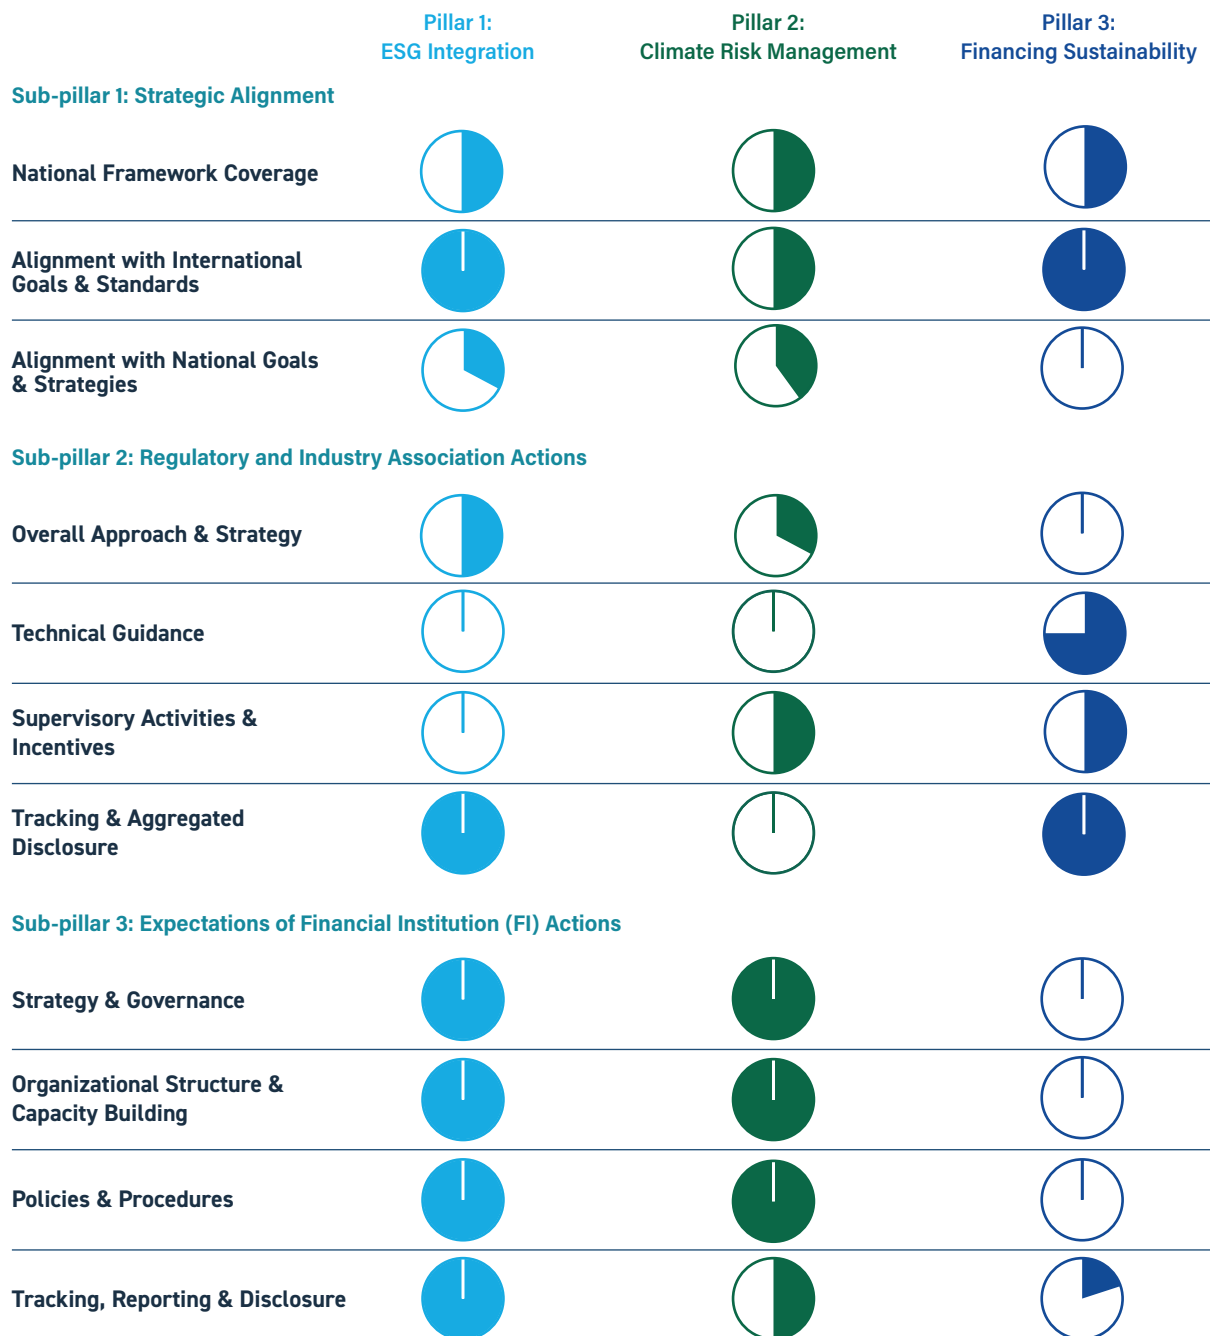 Pillar 1:
ESG Integration
Pillar 2:
Climate Risk Management
Pillar 3:
Financing Sustainability
Sub-pillar 1: Strategic Alignment
National Framework Coverage
Alignment with International
Goals & Standards
Alignment with National Goals
& Strategies
Sub-pillar 2: Regulatory and Industry Association Actions
Overall Approach & Strategy
Technical Guidance
Supervisory Activities &
Incentives
Tracking & Aggregated
Disclosure
Sub-pillar 3: Expectations of Financial Institution (FI) Actions
Strategy & Governance
Organizational Structure &
Capacity Building
Policies & Procedures
Tracking, Reporting & Disclosure